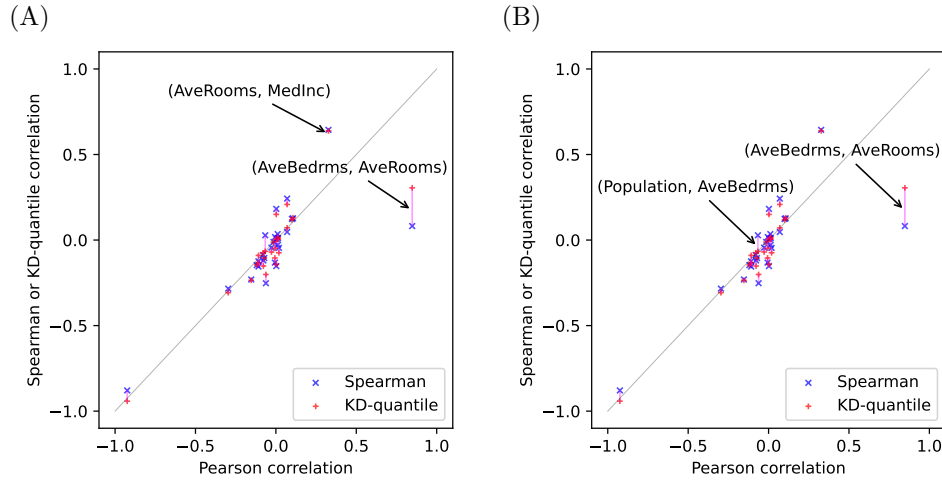 (A)
Spearman or KD-quantile correlation
1.0
0.5
0.0
−0.5
−1.0
(AveRooms, MedInc)
(AveBedrms, AveRooms)
Spearman
KD-quantile
−1.0 −0.5 0.0 0.5 1.0
Pearson correlation
(B)
Spearman or KD-quantile correlation
1.0
0.5
0.0
−0.5
−1.0
(AveBedrms, AveRooms)
(Population, AveBedrms)
Spearman
KD-quantile
−1.0 −0.5 0.0 0.5 1.0
Pearson correlation